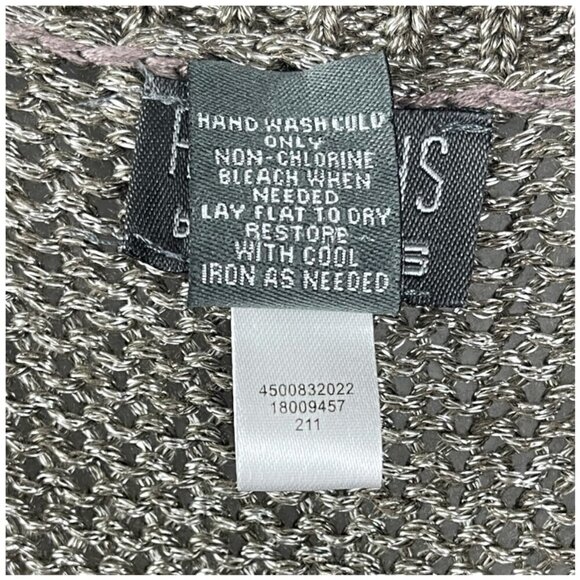 HAND WASH COLD
ONLY
NON-CHLORINE
BLEACH WHEN
NEEDED
LAY FLAT TO DRY
RESTORE
WITH COOL
IRON AS NEEDED
4500832022
18009457
211